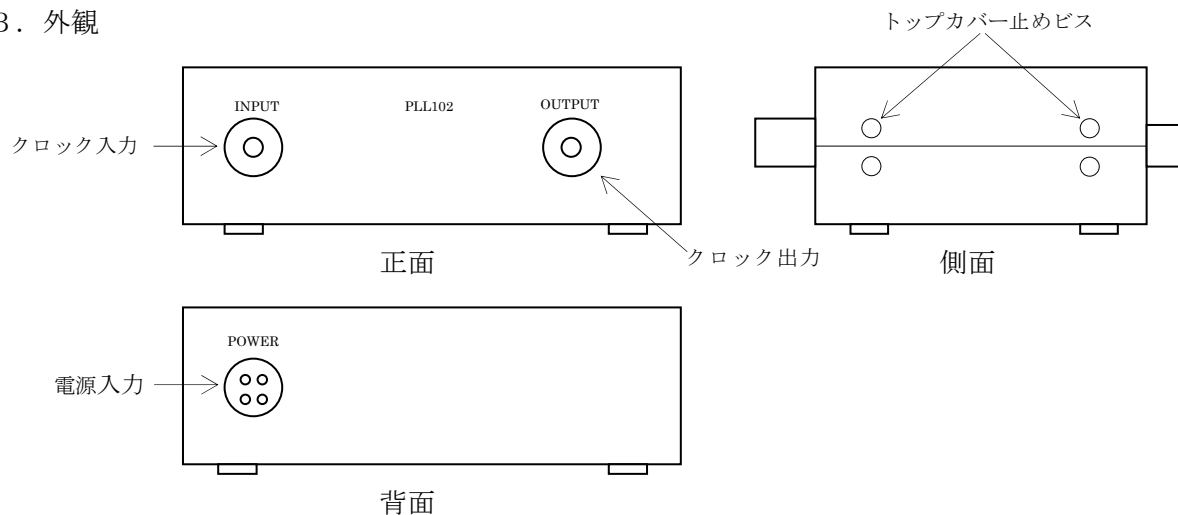 3．外観
トップカバー止めビス
INPUT
PLL102
OUTPUT
クロック入力
クロック出力
正面
側面
POWER
電源入力
背面